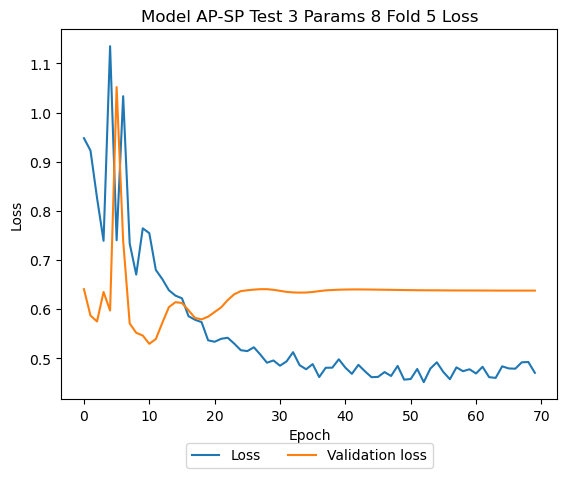 Model AP-SP Test 3 Params 8 Fold 5 Loss
Loss
1.1
1.0
0.9
0.8
0.7
0.6
0.5
0 10 20 30 40 50 60 70
Epoch
Loss Validation loss